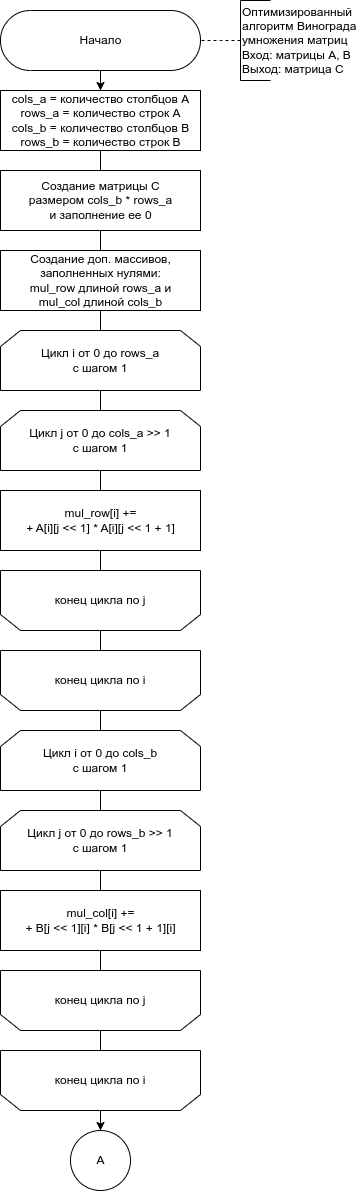 Начало
Оптимизированный
алгоритм Винограда
умножения матриц
Вход: матрицы A, B
Выход: матрица C
cols_a = количество столбцов A
rows_a = количество строк A
cols_b = количество столбцов B
rows_b = количество строк B
Создание матрицы C
размером cols_b * rows_a
и заполнение ее 0
Создание доп. массивов,
заполненных нулями:
mul_row длиной rows_a и
mul_col длиной cols_b
Цикл i от 0 до rows_a
с шагом 1
Цикл j от 0 до cols_a >> 1
с шагом 1
mul_row[i] +=
+ A[i][j << 1] * A[i][j << 1 + 1]
конец цикла по j
конец цикла по i
Цикл i от 0 до cols_b
с шагом 1
Цикл j от 0 до rows_b >> 1
с шагом 1
mul_col[i] +=
+ B[j << 1][i] * B[j << 1 + 1][i]
конец цикла по j
конец цикла по i
A